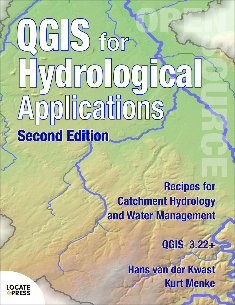 OPEN SOURCE
QGIS for
Hydrological
Applications
Second Edition
Recipes for
Catchment Hydrology
and Water Management
QGIS 3.22+
Hans van der Kwast
Kurt Menke
LOCATE
PRESS